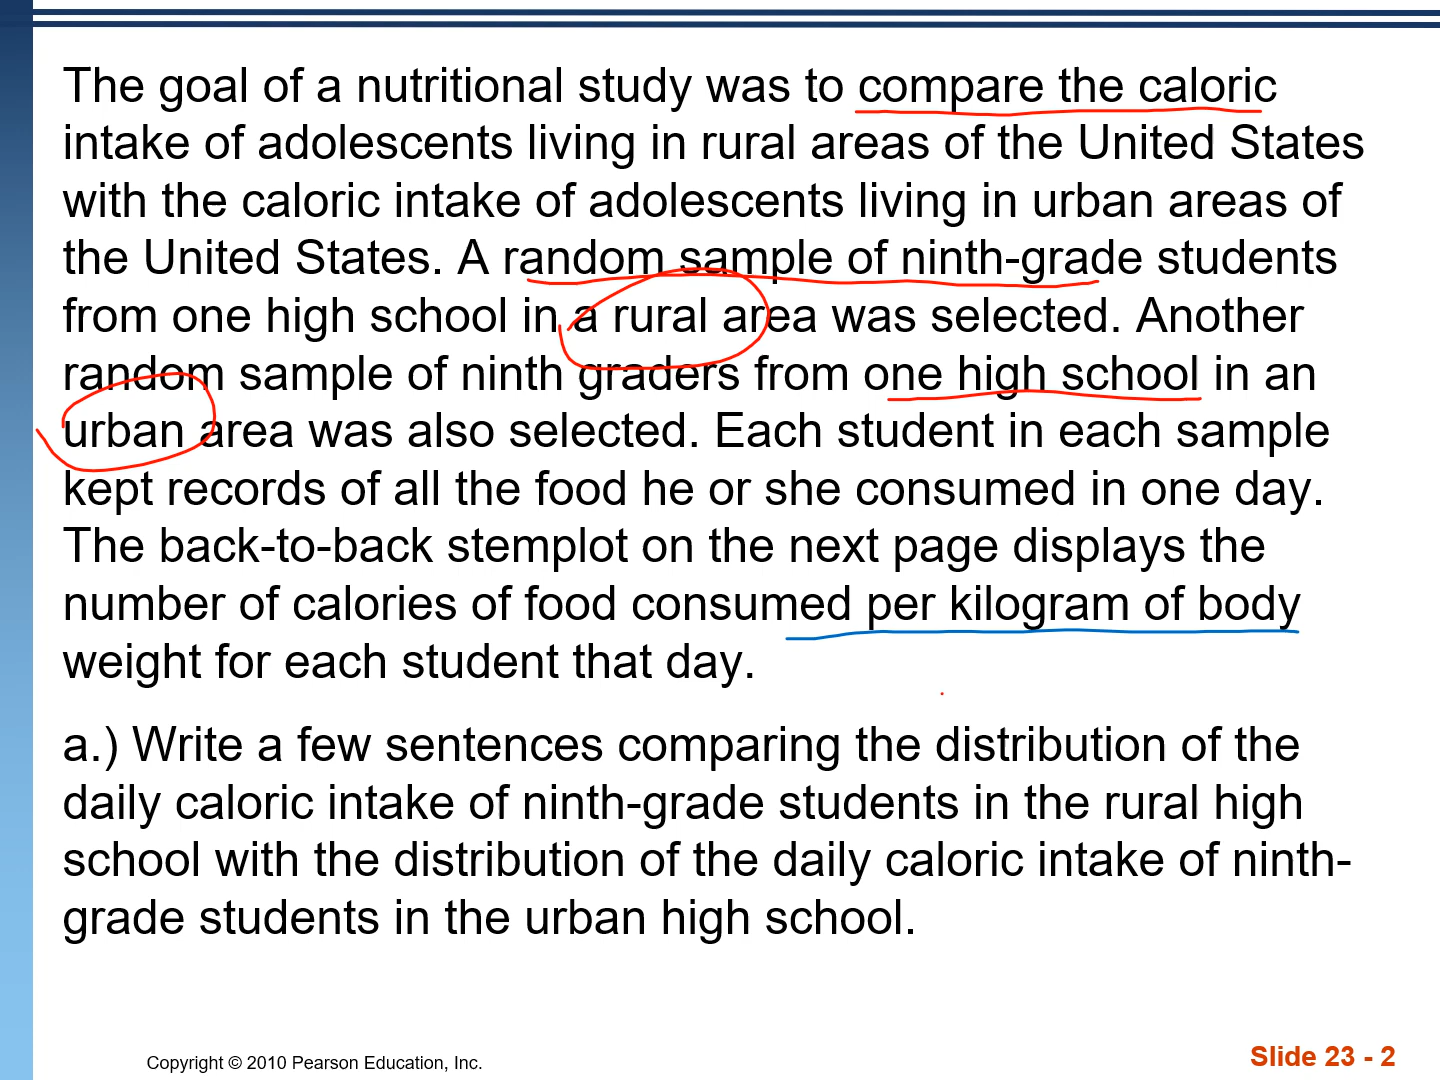 The goal of a nutritional study was to compare the caloric
intake of adolescents living in rural areas of the United States
with the caloric intake of adolescents living in urban areas of
the United States. A random sample of ninth-grade students
from one high school in a rural area was selected. Another
random sample of ninth graders from one high school in an
urban area was also selected. Each student in each sample
kept records of all the food he or she consumed in one day.
The back-to-back stemplot on the next page displays the
number of calories of food consumed per kilogram of body
weight for each student that day.
a.) Write a few sentences comparing the distribution of the
daily caloric intake of ninth-grade students in the rural high
school with the distribution of the daily caloric intake of ninth-
grade students in the urban high school.
Copyright © 2010 Pearson Education, Inc.
Slide 23 - 2